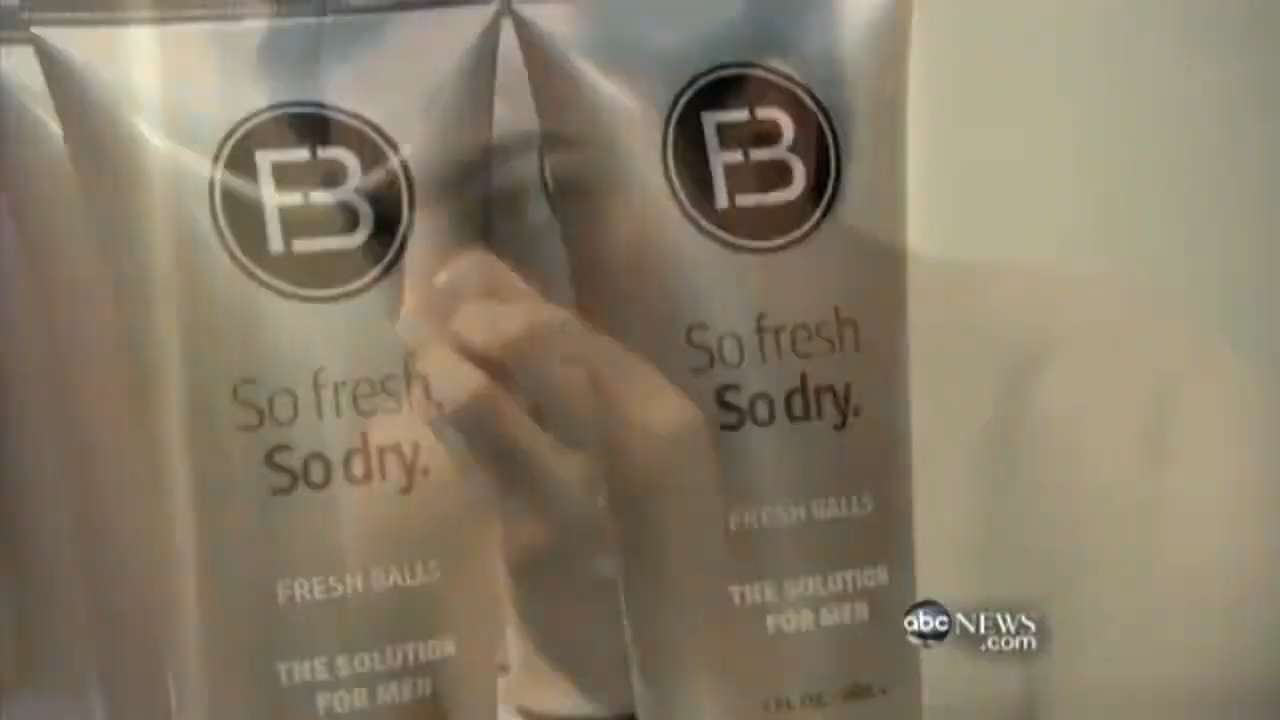 FB
So fresh.
So dry.
FRESH BALLS
THE SOLUTION
FOR MEN
FB
So fresh
So dry.
FRESH BALLS
THE SOLUTION
FOR MEN
abc NEWS
.com